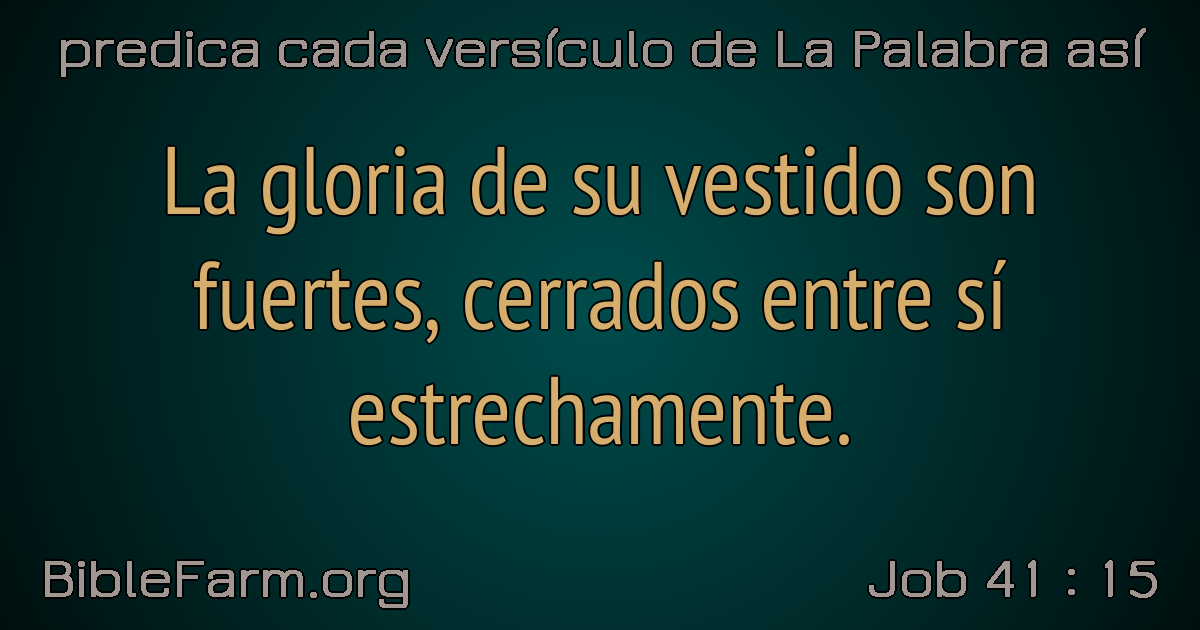 predica cada versículo de La Palabra así
La gloria de su vestido son
fuertes, cerrados entre sí
estrechamente.
BibleFarm.org
Job 41 : 15